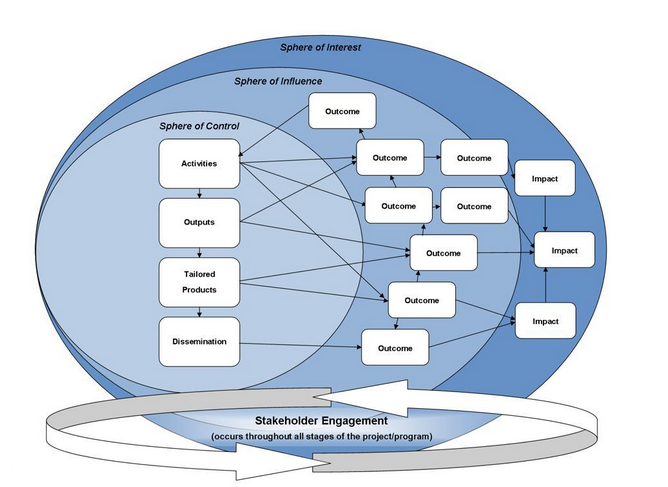 Sphere of Interest
Sphere of Influence
Sphere of Control
Outcome
Activities
Outcome
Outcome
Impact
Outputs
Outcome
Outcome
Outcome
Impact
Tailored
Products
Outcome
Impact
Dissemination
Outcome
Stakeholder Engagement
(occurs throughout all stages of the project/program)